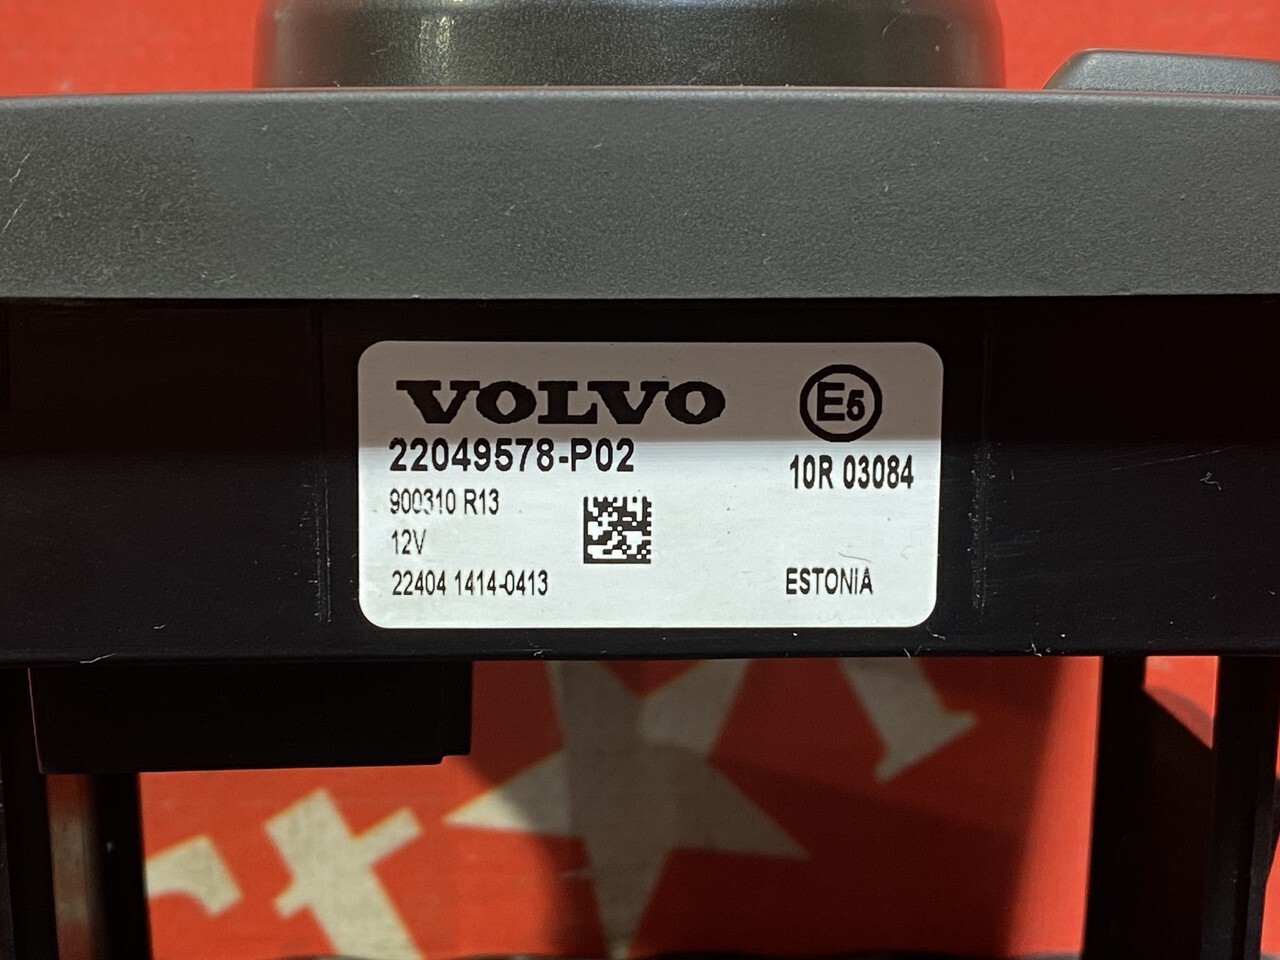 VOLVO
E5
22049578-P02
10R 03084
900310 R13
12V
22404 1414-0413
ESTONIA